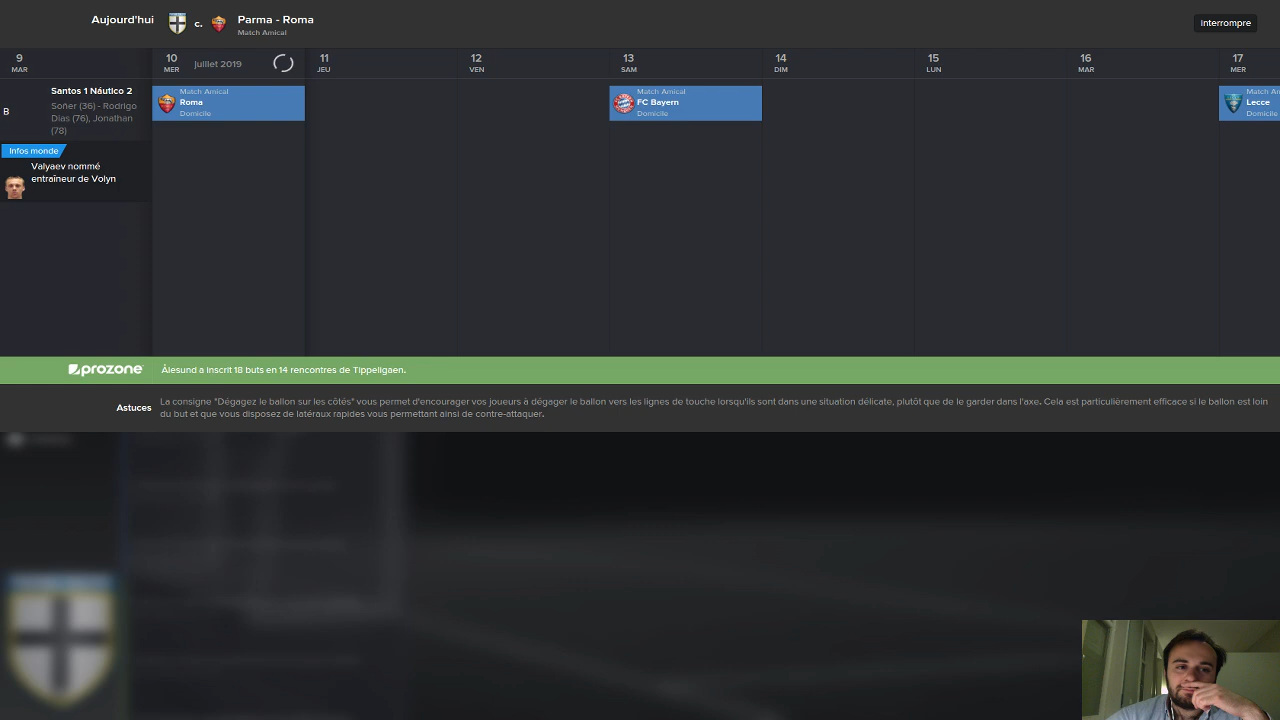 Aujourd'hui
c.
Parma - Roma
Match Amical
Interrompre
9
MAR
10
MER
juillet 2019
11
JEU
12
VEN
13
SAM
14
DIM
15
LUN
16
MAR
17
MER
B
Santos 1 Náutico 2
Soñer (36) - Rodrigo
Dias (76), Jonathan
(78)
Infos monde
Valyaev nommé
entraîneur de Volyn
Match Amical
Roma
Domicile
Match Amical
FC Bayern
Domicile
Match Am
Lecce
Domicile
prozone
Ålesund a inscrit 18 buts en 14 rencontres de Tippeligaen.
Astuces
La consigne "Dégagez le ballon sur les côtés" vous permet d'encourager vos joueurs à dégager le ballon vers les lignes de touche lorsqu'ils sont dans une situation délicate, plutôt que de le garder dans l'axe. Cela est particulièrement efficace si le ballon est loin
du but et que vous disposez de latéraux rapides vous permettant ainsi de contre-attaquer.